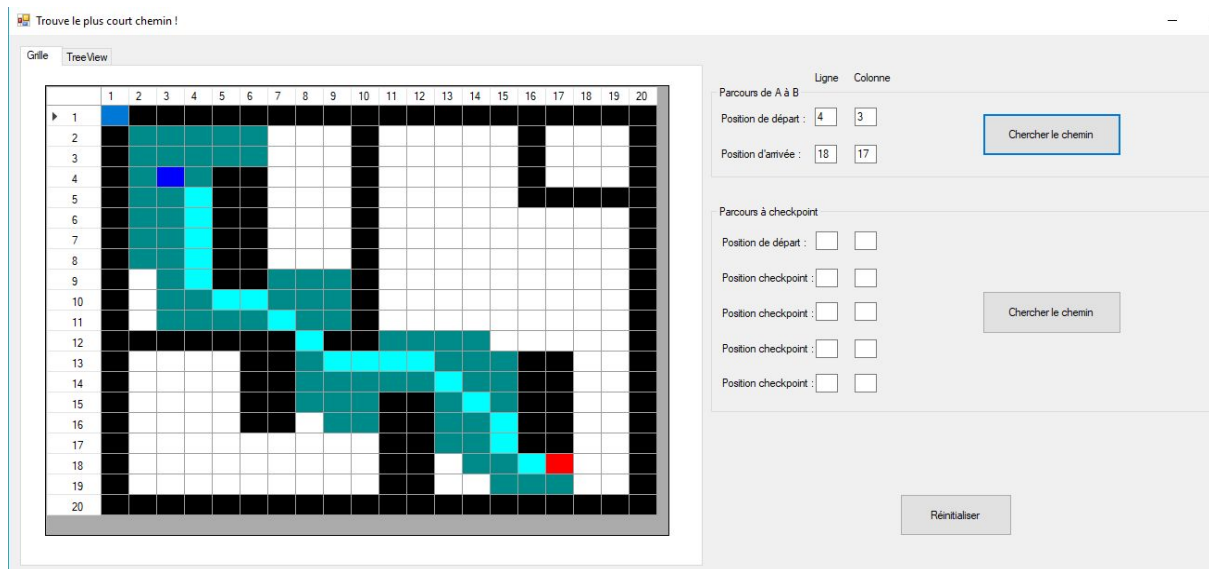 Trouve le plus court chemin !
Grille TreeView
1 2 3 4 5 6 7 8 9 10 11 12 13 14 15 16 17 18 19 20
1
2
3
4
5
6
7
8
9
10
11
12
13
14
15
16
17
18
19
20
Ligne Colonne
Parcours de A à B
Position de départ : 4 3
Position d'arrivée : 18 17
Chercher le chemin
Parcours à checkpoint
Position de départ :
Position checkpoint :
Position checkpoint :
Position checkpoint :
Position checkpoint :
Chercher le chemin
Réinitialiser